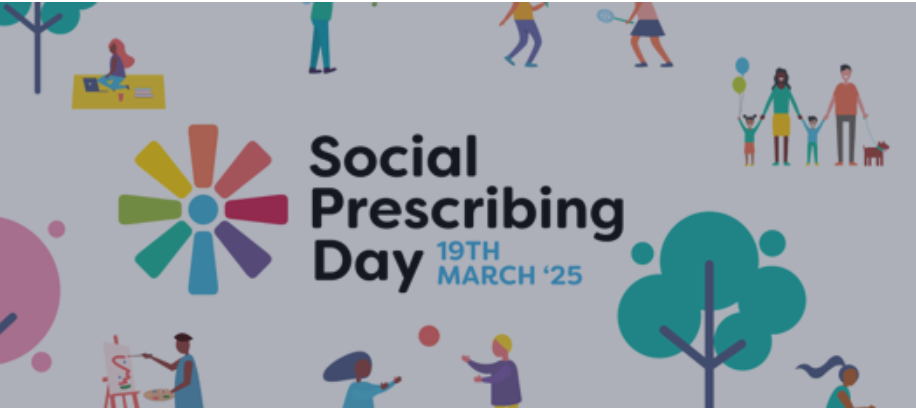 Social
Prescribing
Day
19TH
MARCH ‘25